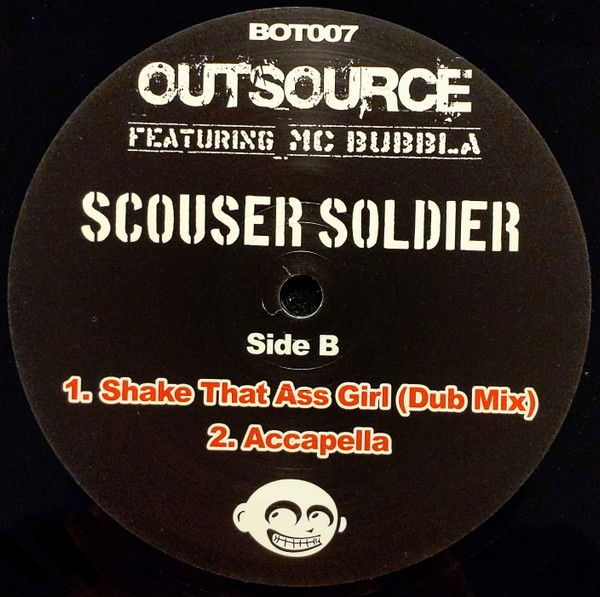 BOT007
OUTSOURCE
FEATURING MC BUBBLA
SCOUSER SOLDIER
Side B
1. Shake That Ass Girl (Dub Mix)
2. Accapella